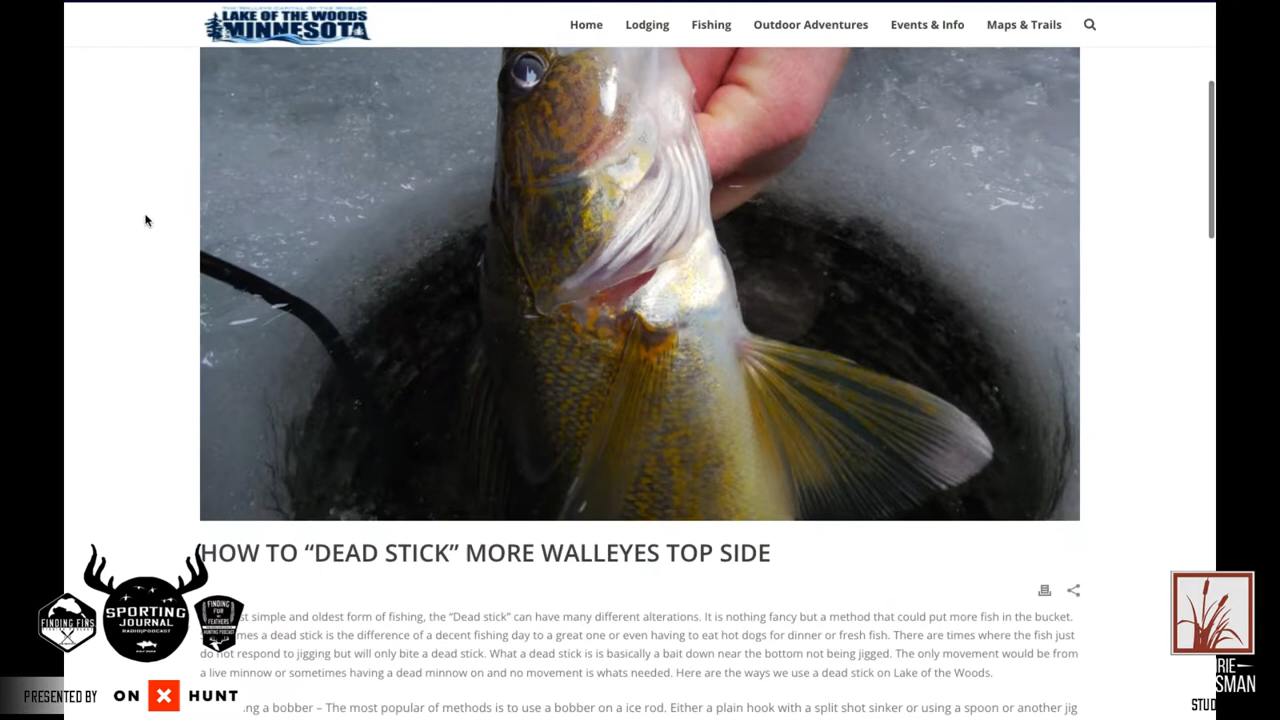 LAKE OF THE WOODS
MINNESOTA
Home Lodging Fishing Outdoor Adventures Events & Info Maps & Trails
HOW TO “DEAD STICK” MORE WALLEYES TOP SIDE
st simple and oldest form of fishing, the “Dead stick” can have many different alterations. It is nothing fancy but a method that could put more fish in the bucket.
mes a dead stick is the difference of a decent fishing day to a great one or even having to eat hot dogs for dinner or fresh fish. There are times where the fish just
do not respond to jigging but will only bite a dead stick. What a dead stick is is basically a bait down near the bottom not being jigged. The only movement would be from
a live minnow or sometimes having a dead minnow on and no movement is whats needed. Here are the ways we use a dead stick on Lake of the Woods.
ng a bobber – The most popular of methods is to use a bobber on a ice rod. Either a plain hook with a split shot sinker or using a spoon or another jig
FINDING FINS
SPORTING
JOURNAL
RADIO|PODCAST
FINDING FUR
FEATHERS
HUNTING PODCAST
PRESENTED BY ON X HUNT
RIE
SMAN
STUD